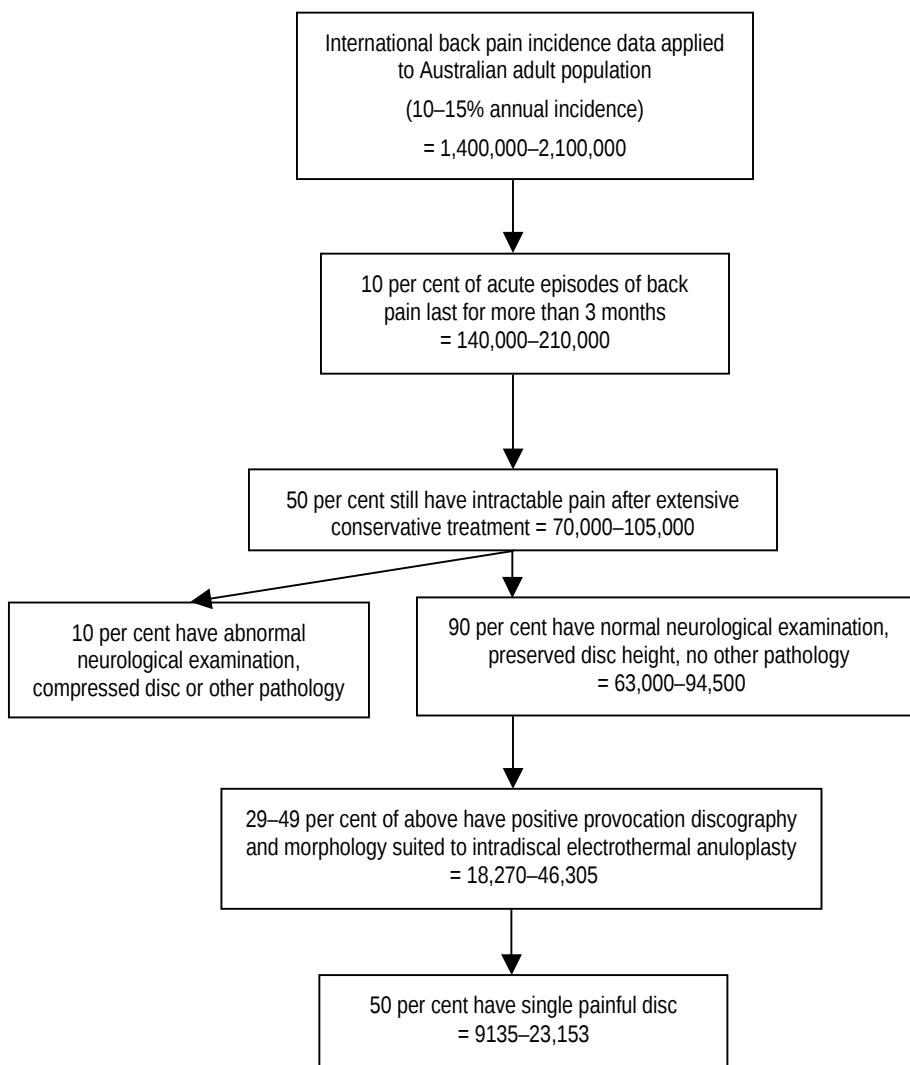 International back pain incidence data applied
to Australian adult population
(10–15% annual incidence)
= 1,400,000–2,100,000
10 per cent of acute episodes of back
pain last for more than 3 months
= 140,000–210,000
50 per cent still have intractable pain after extensive
conservative treatment = 70,000–105,000
10 per cent have abnormal
neurological examination,
compressed disc or other pathology
90 per cent have normal neurological examination,
preserved disc height, no other pathology
= 63,000–94,500
29–49 per cent of above have positive provocation discography
and morphology suited to intradiscal electrothermal anuloplasty
= 18,270–46,305
50 per cent have single painful disc
= 9135–23,153